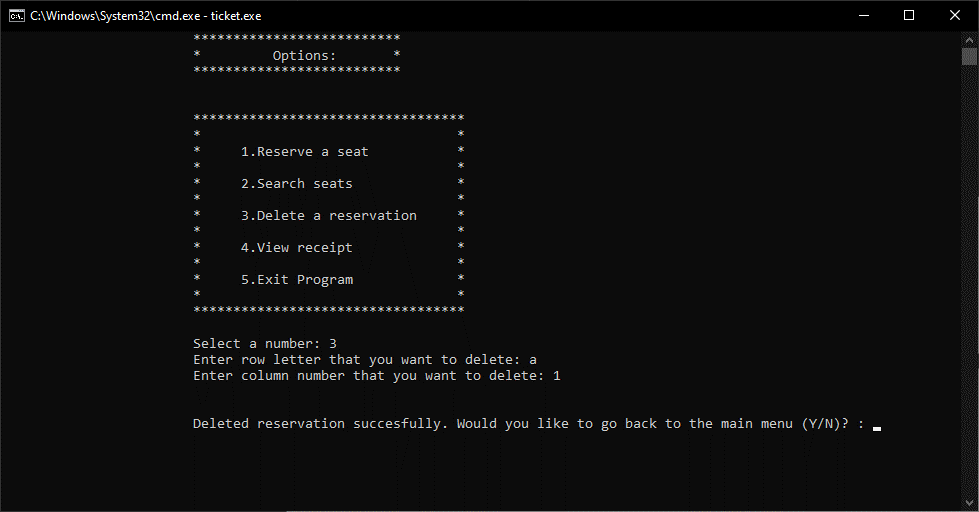 C:\Windows\System32\cmd.exe - ticket.exe
**************************
*         Options:       *
**************************
**********************************
*                                *
*     1.Reserve a seat           *
*                                *
*     2.Search seats             *
*                                *
*     3.Delete a reservation     *
*                                *
*     4.View receipt             *
*                                *
*     5.Exit Program             *
*                                *
**********************************
Select a number: 3
Enter row letter that you want to delete: a
Enter column number that you want to delete: 1
Deleted reservation succesfully. Would you like to go back to the main menu (Y/N)? :